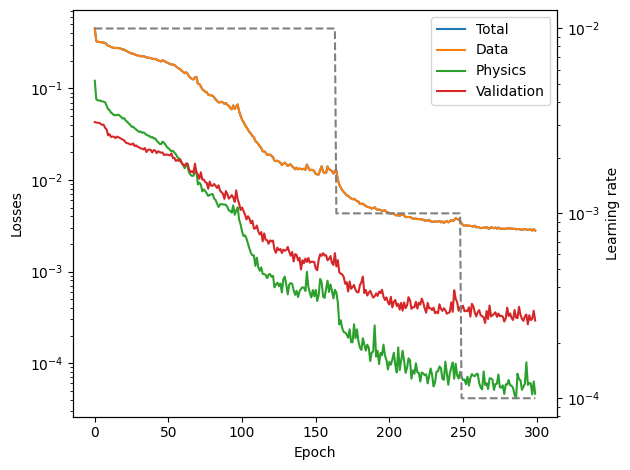 Total
Data
Physics
Validation
Losses
10^{-1}
10^{-2}
10^{-3}
10^{-4}
10^{-2}
10^{-3}
10^{-4}
Learning rate
0 50 100 150 200 250 300
Epoch